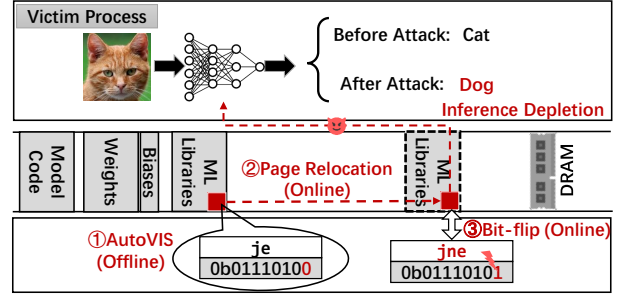 Victim Process
Before Attack: Cat
After Attack: Dog
Inference Depletion
Model
Code
Weights
Biases
ML
Libraries
②Page Relocation
(Online)
ML
Libraries
DRAM
①AutoVIS
(Offline)
je
0b01110100
③Bit-flip (Online)
jne
0b01110101